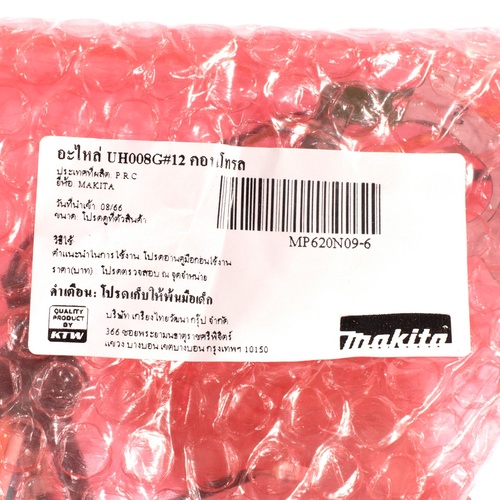 อะไหล่ UH008G#12 คอนโทรล
ประเทศที่ผลิต P.R.C
ยี่ห้อ MAKITA
วันที่นำเข้า 08/66
ขนาด โปรดดูที่ตัวสินค้า
MP620N09-6
วิธีใช้
คำแนะนำในการใช้งาน โปรดอ่านคู่มือก่อนใช้งาน
ราคา(บาท) โปรดตรวจสอบ ณ จุดจำหน่าย
คำเตือน: โปรดเก็บให้พ้นมือเด็ก
QUALITY
PRODUCT
BY
KTW
บริษัท เกรียงไทยวัฒนา กรุ๊ป จำกัด
366 ซอยพระยามนธาตุราชศรีพิจิตร์
แขวง บางบอน เขตบางบอน กรุงเทพฯ 10150
makita